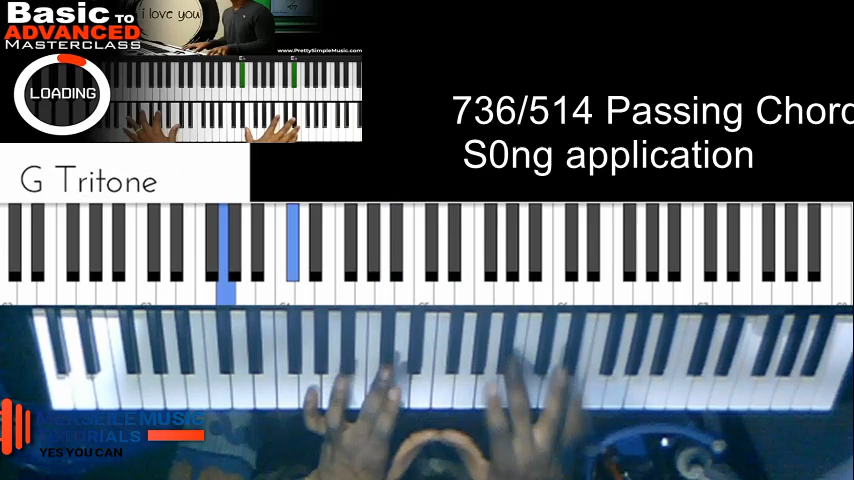 Basic TO
ADVANCED
MASTERCLASS
i love you
www.PrettySimpleMusic.com
LOADING
736/514 Passing Chord
S0ng application
G Tritone
MUSIC
YES YOU CAN